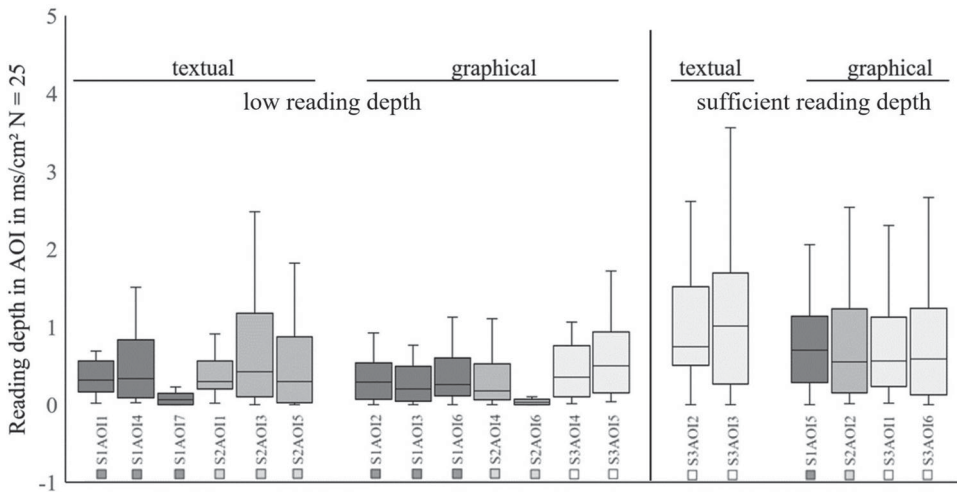 Reading depth in AOI in ms/cm² N = 25
5
4
3
2
1
0
-1
textual
graphical
low reading depth
textual
graphical
sufficient reading depth
S1AOI1
S1AOI4
S1AOI7
S2AOI1
S2AOI3
S2AOI5
S1AOI2
S1AOI3
S1AOI6
S2AOI4
S2AOI6
S3AOI4
S3AOI5
S3AOI2
S3AOI3
S1AOI5
S2AOI2
S3AOI1
S3AOI6